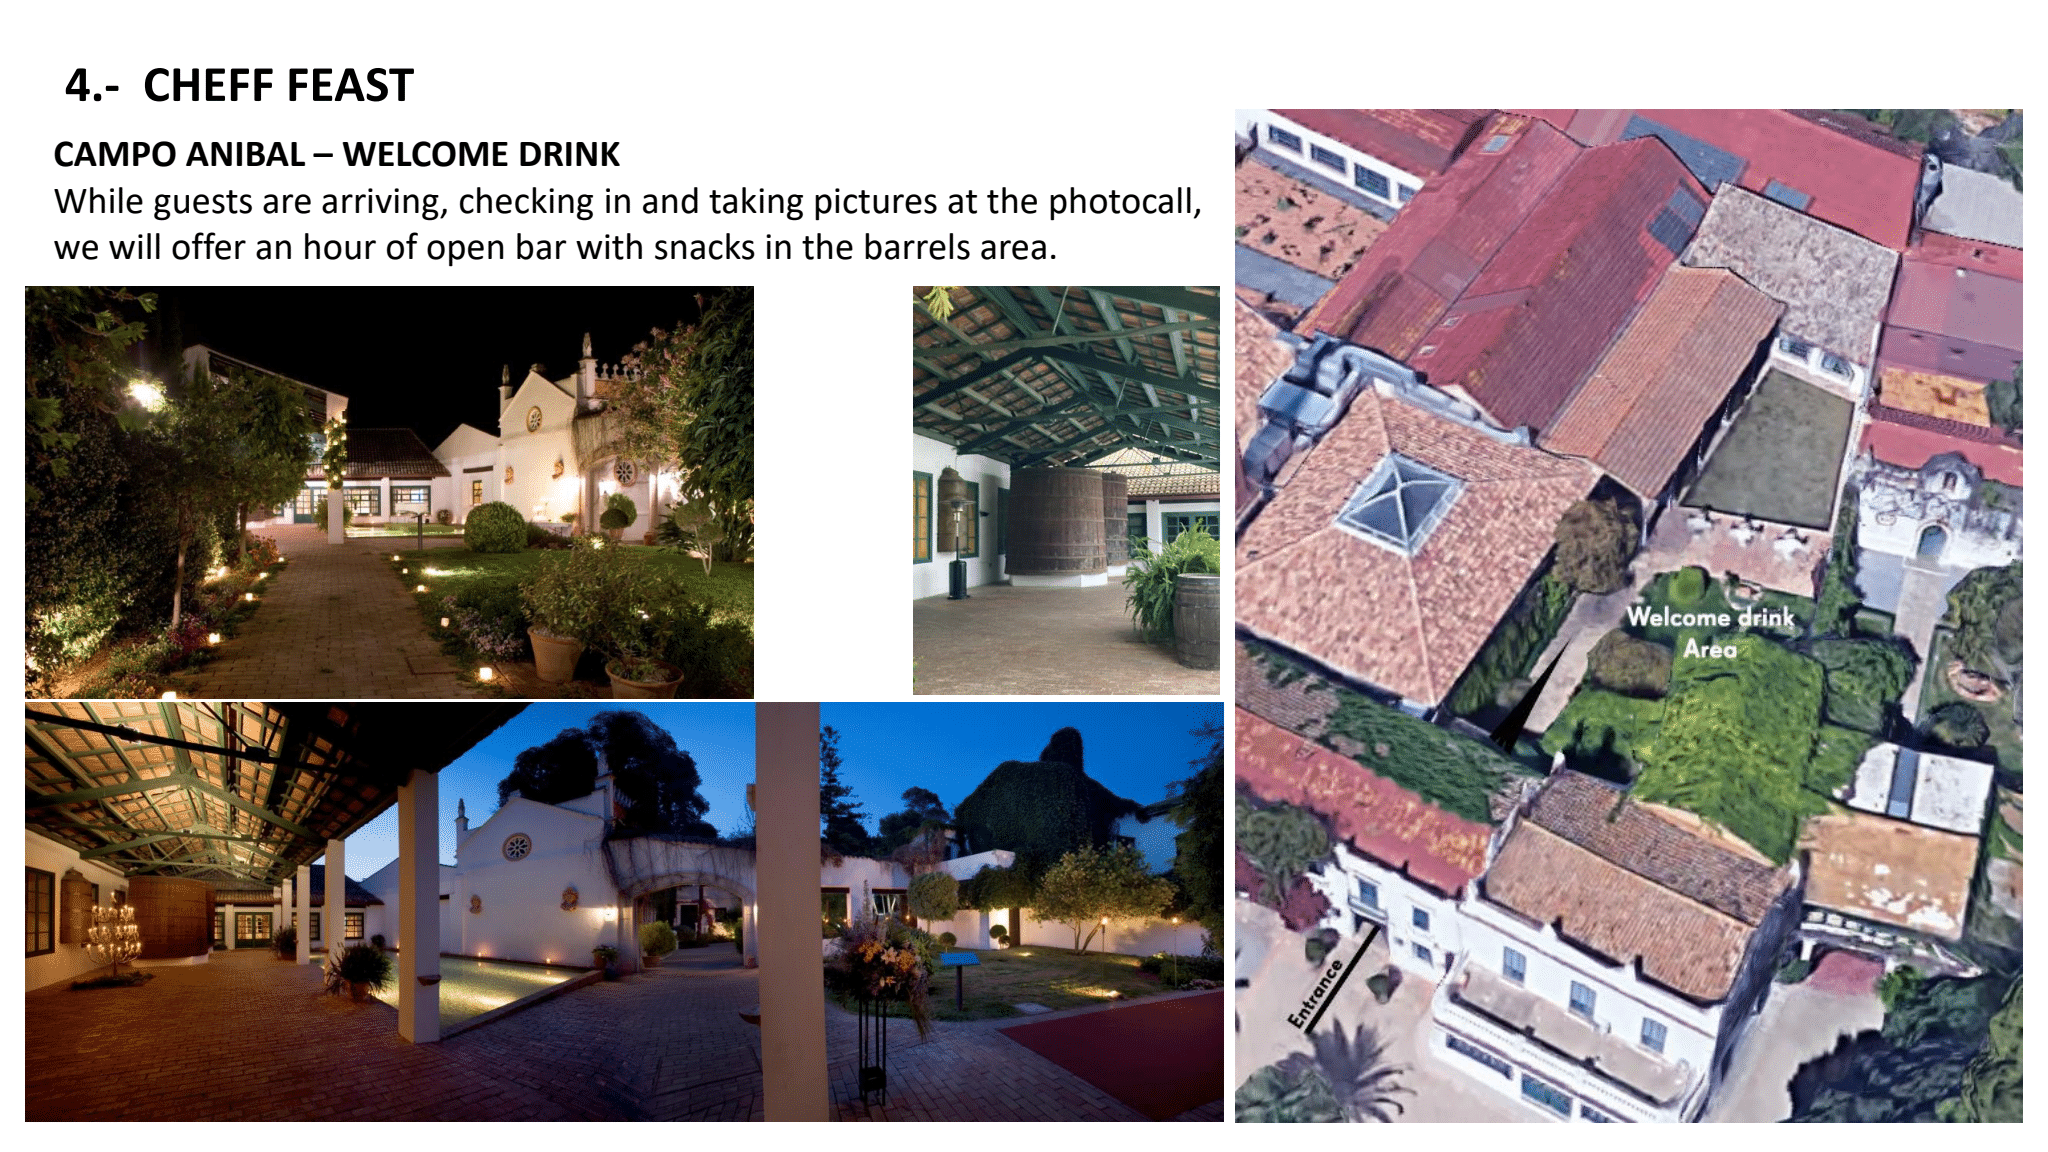 4.- CHEFF FEAST
CAMPO ANIBAL – WELCOME DRINK
While guests are arriving, checking in and taking pictures at the photocall,
we will offer an hour of open bar with snacks in the barrels area.
Welcome drink
Area
Entrance